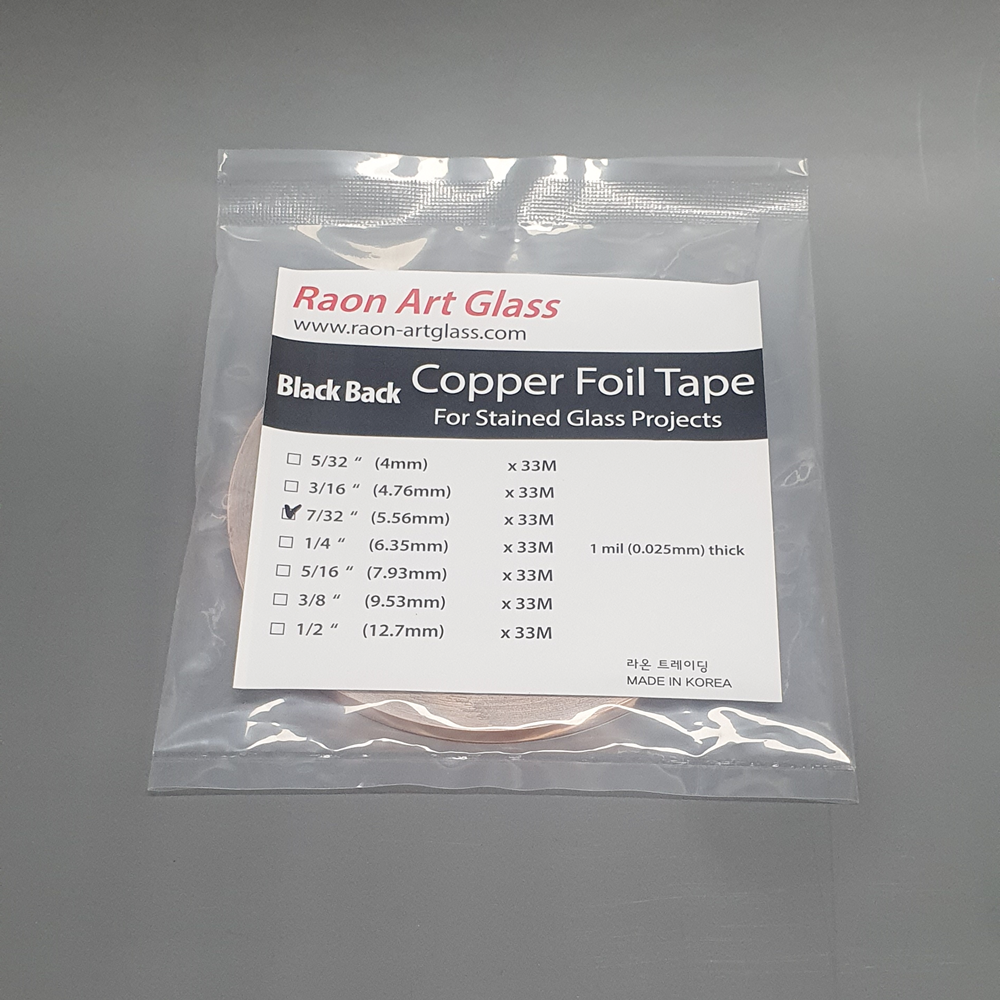 Raon Art Glass
www.raon-artglass.com
Black Back Copper Foil Tape
For Stained Glass Projects
5/32 “ (4mm) x 33M
3/16 “ (4.76mm) x 33M
7/32 “ (5.56mm) x 33M
1/4 “ (6.35mm) x 33M 1 mil (0.025mm) thick
5/16 “ (7.93mm) x 33M
3/8 “ (9.53mm) x 33M
1/2 “ (12.7mm) x 33M
라온 트레이딩
MADE IN KOREA